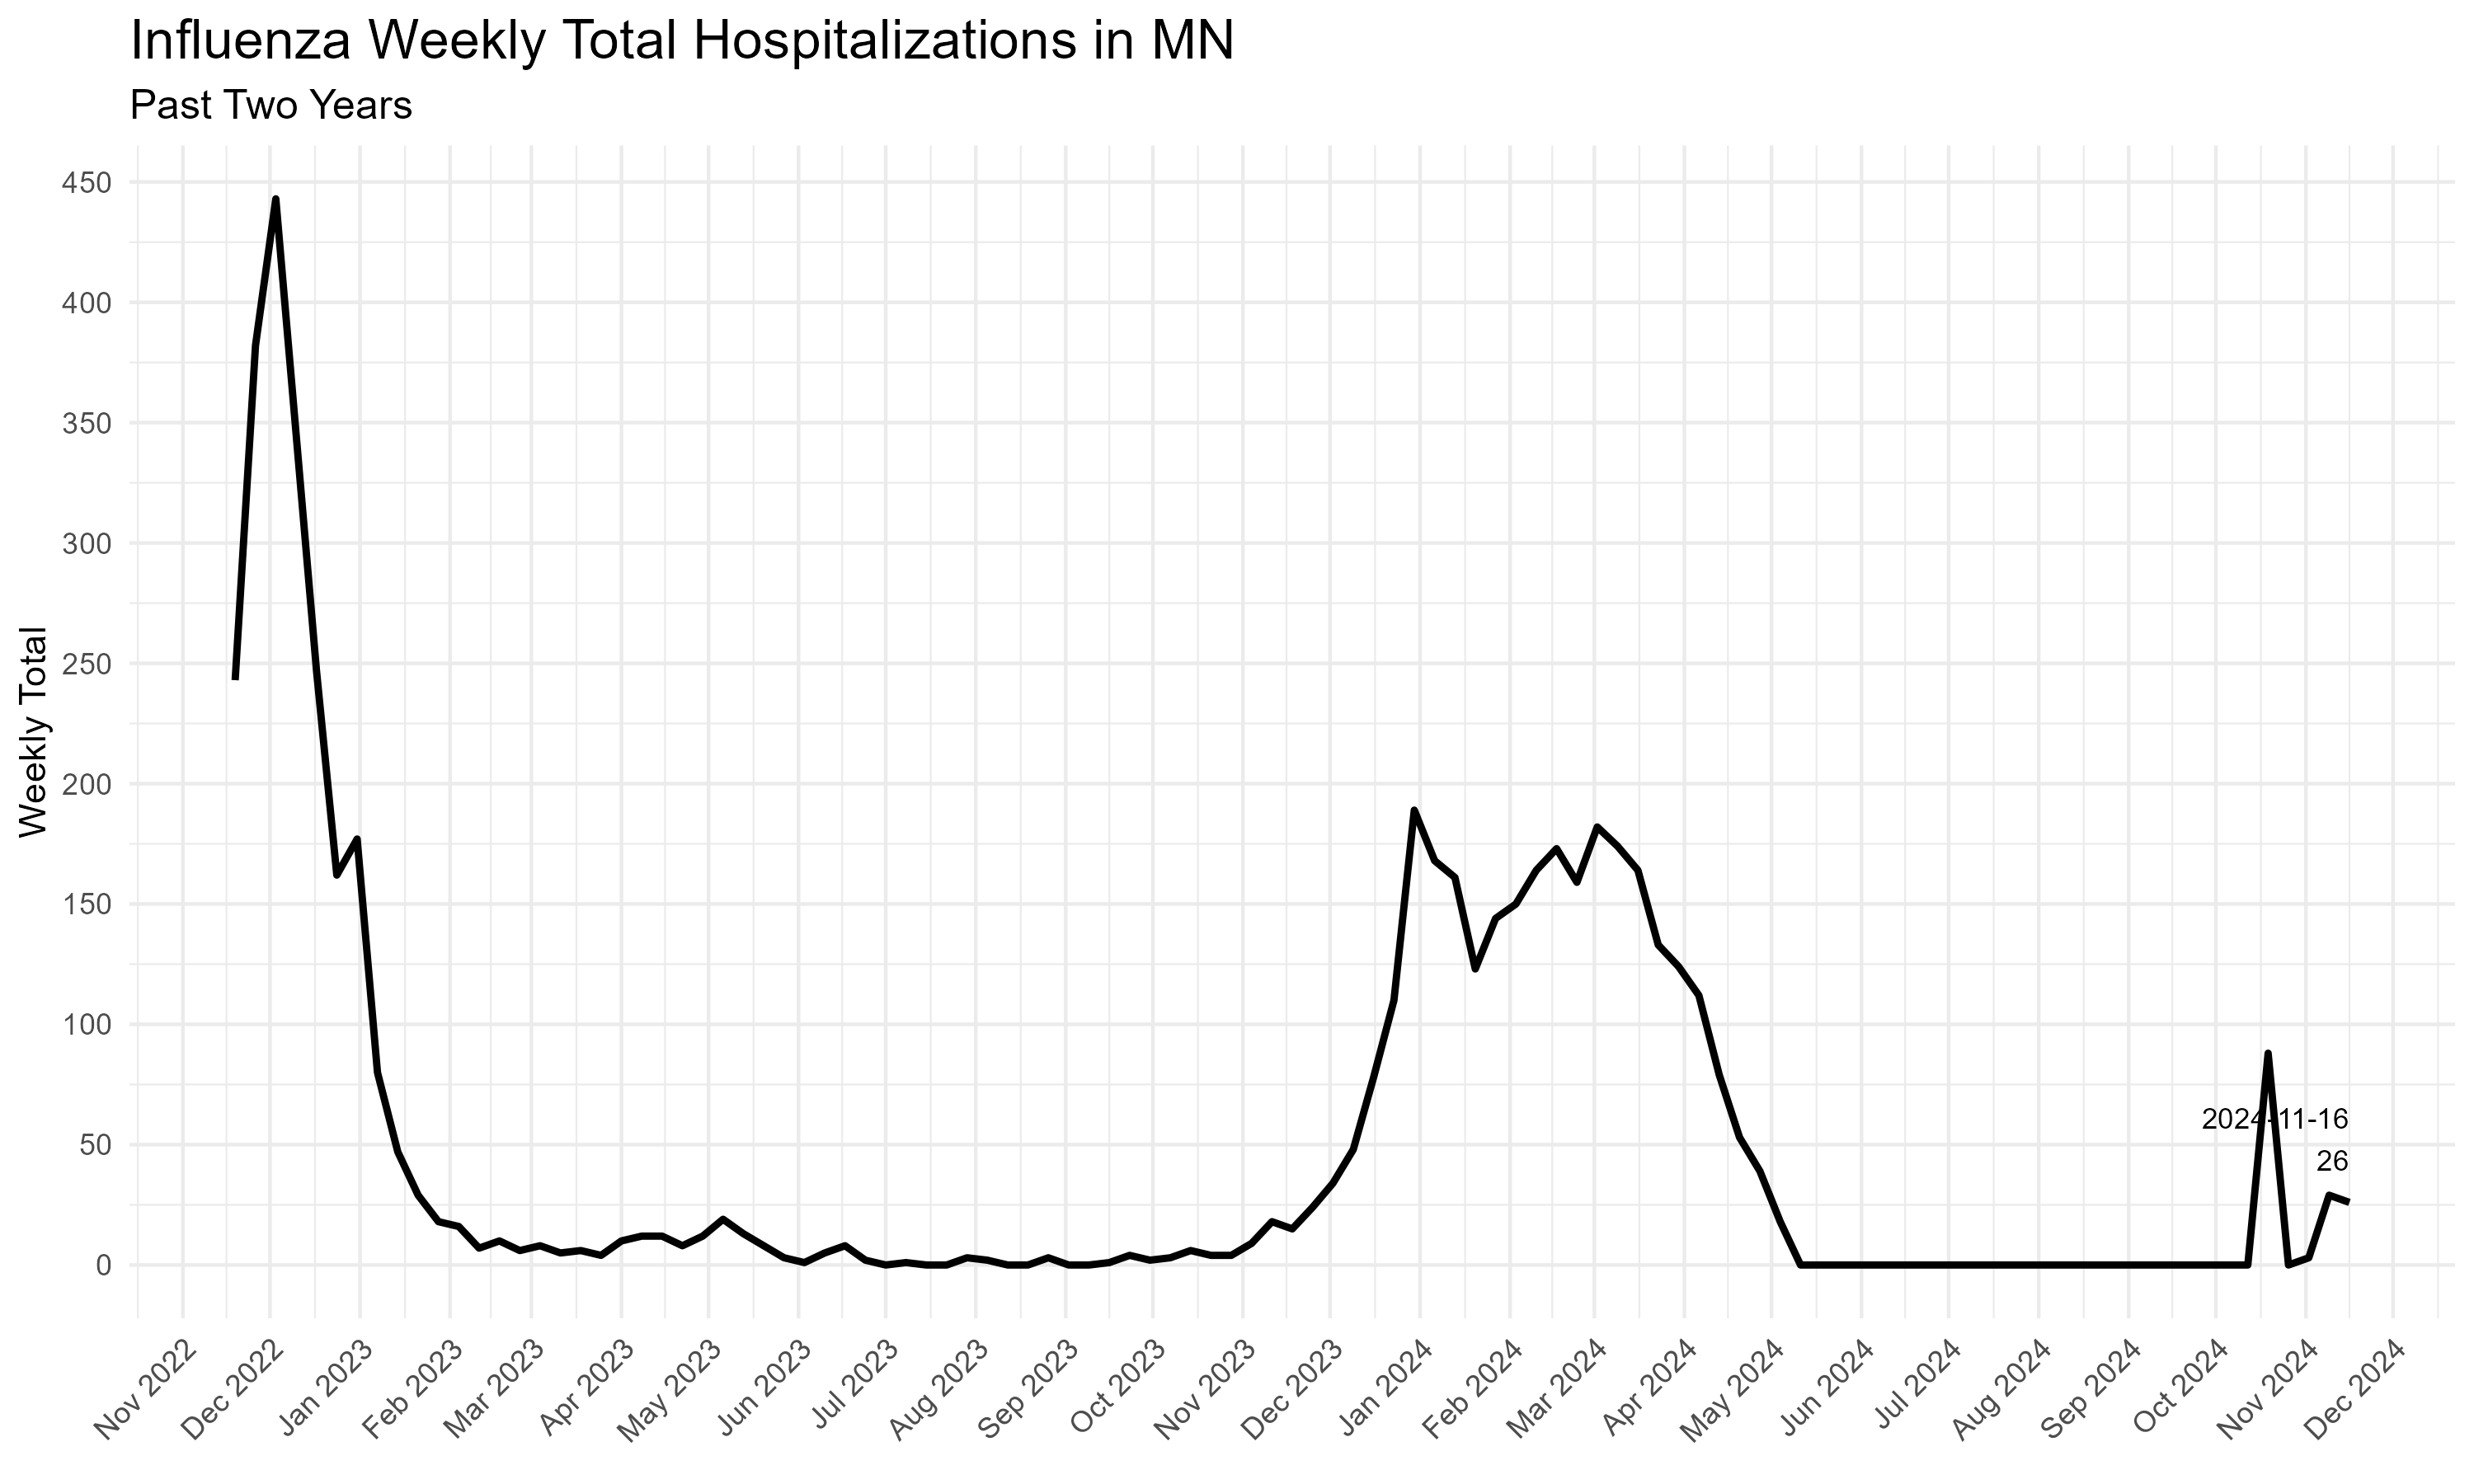 Influenza Weekly Total Hospitalizations in MN
Past Two Years
Weekly Total
450
400
350
300
250
200
150
100
50
0
2024-11-16
26
Nov 2022
Dec 2022
Jan 2023
Feb 2023
Mar 2023
Apr 2023
May 2023
Jun 2023
Jul 2023
Aug 2023
Sep 2023
Oct 2023
Nov 2023
Dec 2023
Jan 2024
Feb 2024
Mar 2024
Apr 2024
May 2024
Jun 2024
Jul 2024
Aug 2024
Sep 2024
Oct 2024
Nov 2024
Dec 2024